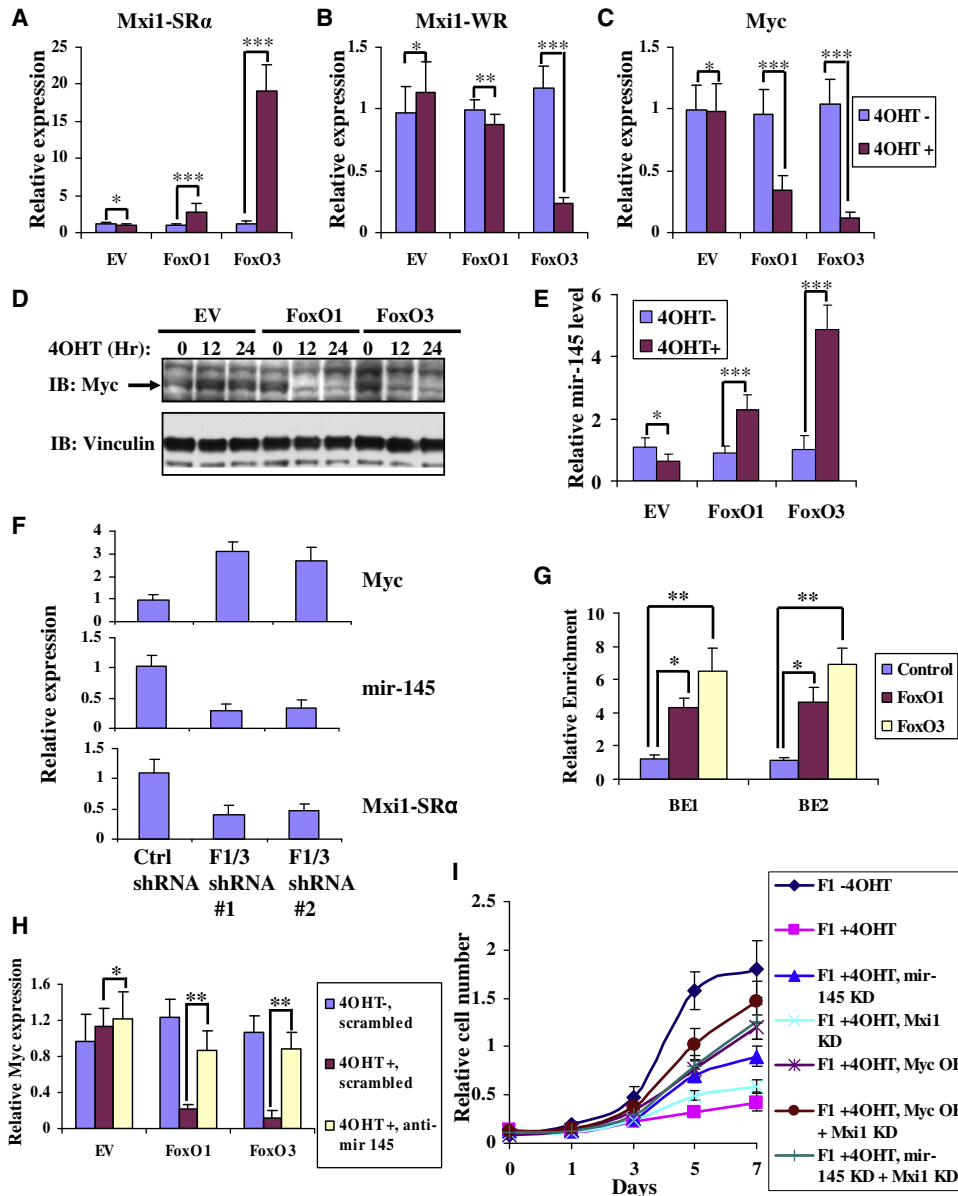 A
Mxi1-SRα
Relative expression
25
20
15
10
5
0
*
***
***
EV
FoxO1
FoxO3
B
Mxi1-WR
Relative expression
1.5
1
0.5
0
*
**
***
EV
FoxO1
FoxO3
C
Myc
Relative expression
1.5
1
0.5
0
*
***
***
EV
FoxO1
FoxO3
4OHT -
4OHT +
D
EV FoxO1 FoxO3
4OHT (Hr): 0 12 24 0 12 24 0 12 24
IB: Myc
IB: Vinculin
E
Relative mir-145 level
6
4
2
0
4OHT-
4OHT+
*
***
***
EV
FoxO1
FoxO3
F
Relative expression
4
3
2
1
0
Myc
1.5
1
0.5
0
mir-145
1.5
1
0.5
0
Mxi1-SRα
Ctrl F1/3 F1/3
shRNA shRNA shRNA
#1 #2
G
Relative Enrichment
10
8
6
4
2
0
**
*
**
*
BE1
BE2
Control
FoxO1
FoxO3
H
Relative Myc expression
1.6
1.2
0.8
0.4
0
*
**
**
EV
FoxO1
FoxO3
4OHT-,
scrambled
4OHT+,
scrambled
4OHT+, anti-
mir 145
I
Relative cell number
2.5
2
1.5
1
0.5
0
0 1 3 5 7
Days
F1 -4OHT
F1 +4OHT
F1 +4OHT, mir-
145 KD
F1 +4OHT, Mxi1
KD
F1 +4OHT, Myc OE
F1 +4OHT, Myc OE
+ Mxi1 KD
F1 +4OHT, mir-
145 KD + Mxi1 KD